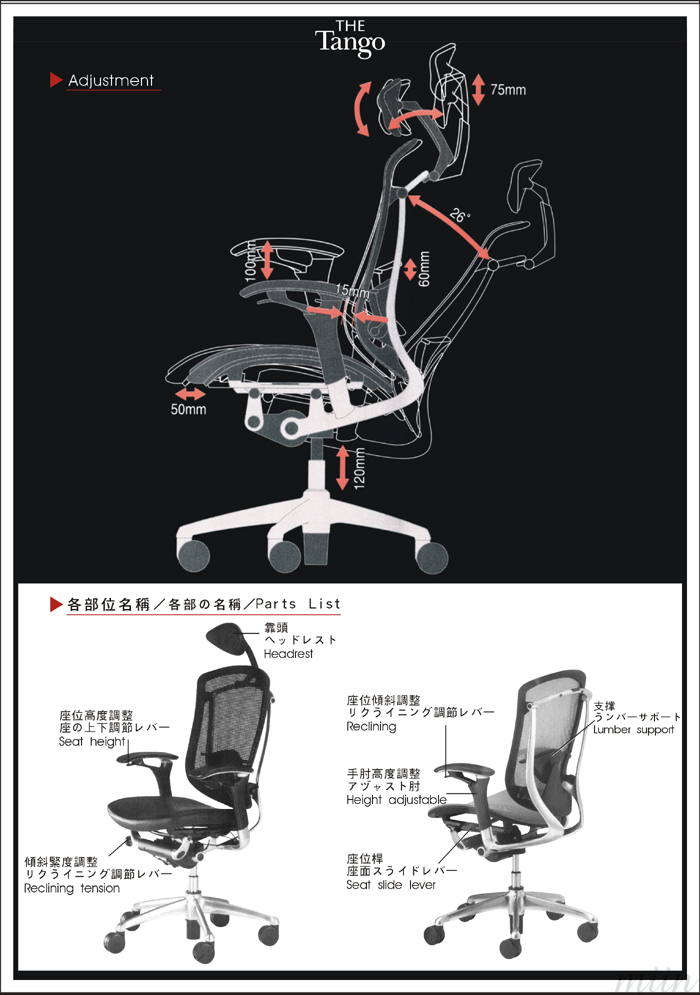 THE
Tango
Adjustment
75mm
26°
100mm
60mm
15mm
50mm
120mm
各部位名稱／各部の名稱／Parts List
靠頭
ヘッドレスト
Headrest
座位高度調整
座の上下調節レバー
Seat height
座位傾斜調整
リクライニング調節レバー
Reclining
支撐
ランバーサポート
Lumber support
手肘高度調整
アヅャスト肘
Height adjustable
傾斜緊度調整
リクライニング調節レバー
Reclining tension
座位桿
座面スライドレバー
Seat slide lever
miin